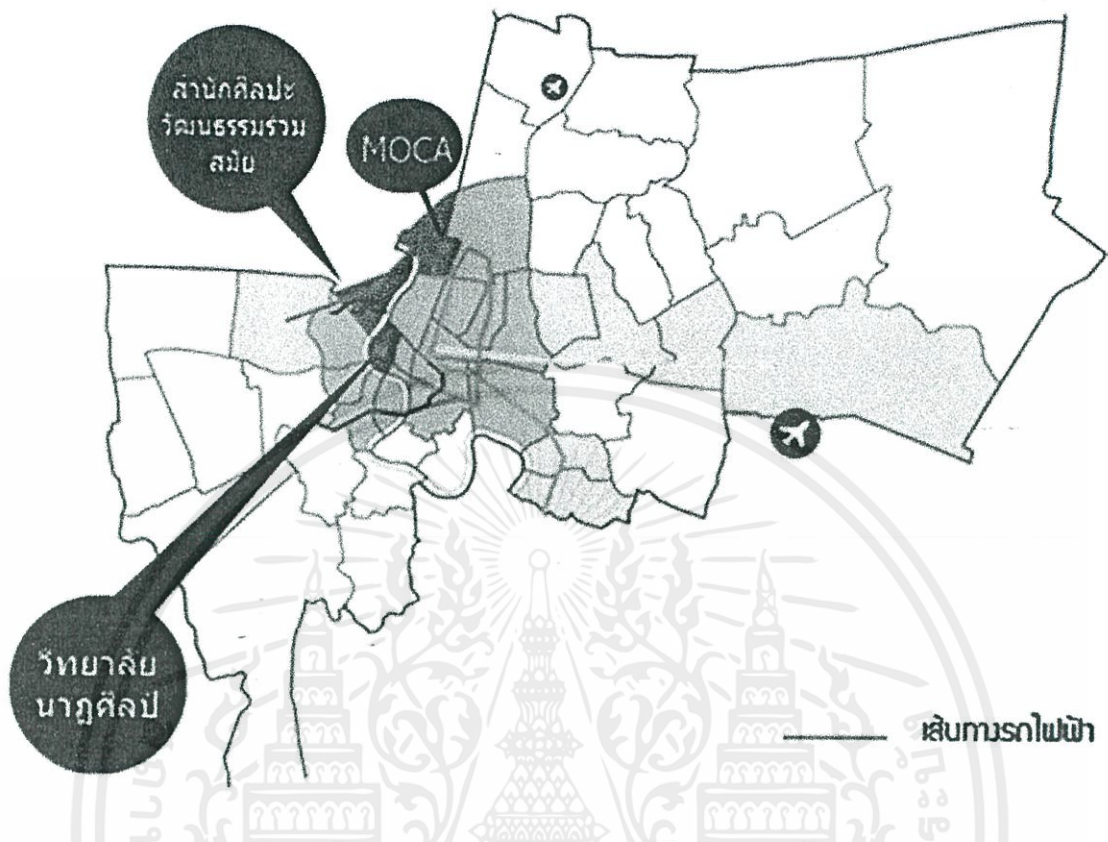 สำนักศิลปะ
วัฒนธรรมร่วม
สมัย
MOCA
วิทยาลัย
นาฏศิลป์
เส้นทางรถไฟฟ้า